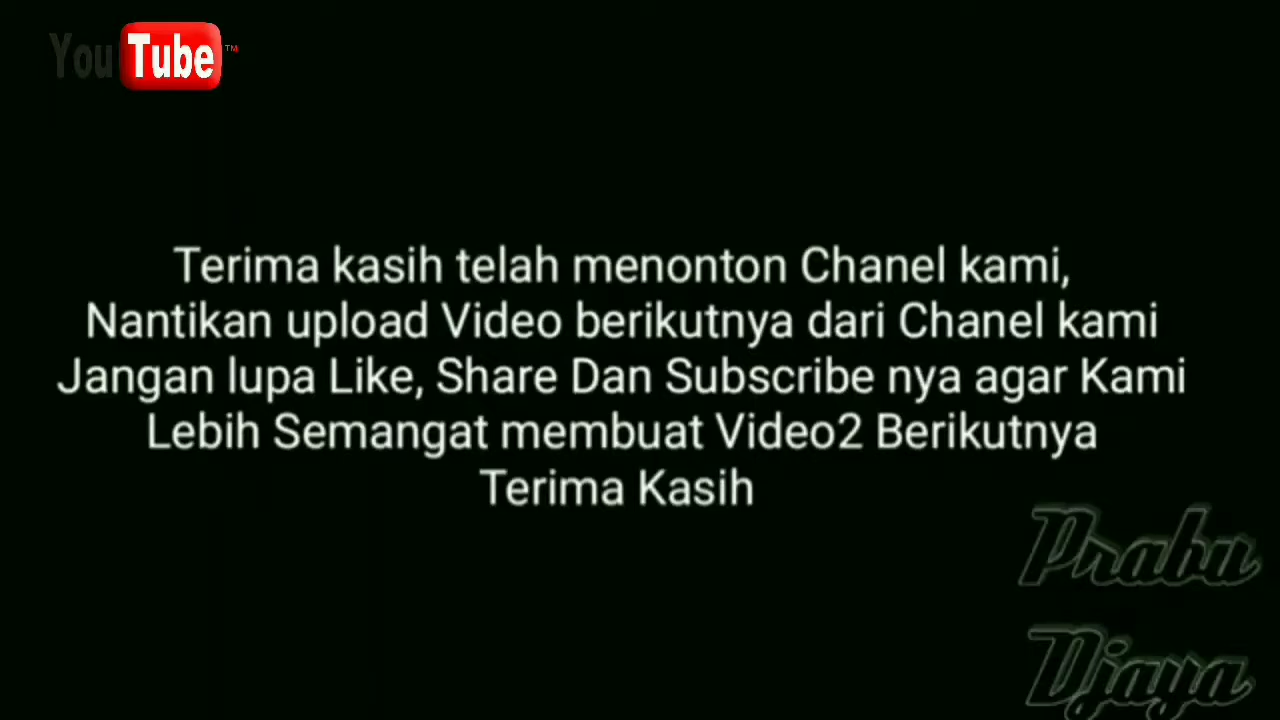 YouTube™
Terima kasih telah menonton Chanel kami,
Nantikan upload Video berikutnya dari Chanel kami
Jangan lupa Like, Share Dan Subscribe nya agar Kami
Lebih Semangat membuat Video2 Berikutnya
Terima Kasih
Prabu
Djaya